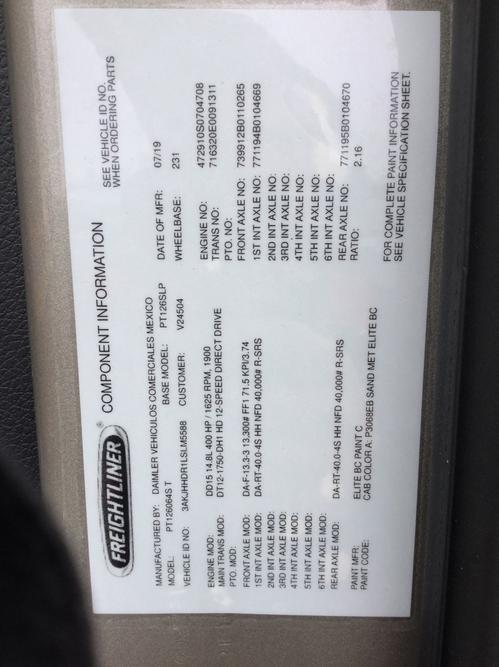 FREIGHTLINER COMPONENT INFORMATION
SEE VEHICLE ID NO.
WHEN ORDERING PARTS
MANUFACTURED BY: DAIMLER VEHICULOS COMERCIALES MEXICO DATE OF MFR: 07/19
MODEL: PT126064S T BASE MODEL: PT126SLP WHEELBASE: 231
VEHICLE ID NO: 3AKJHHDR1LSLM5588 CUSTOMER: V24504
ENGINE MOD: DD15 14.8L 400 HP / 1625 RPM, 1900 ENGINE NO: 472910S0704708
MAIN TRANS MOD: DT12-1750-DH1 HD 12-SPEED DIRECT DRIVE TRANS NO: 716320E0091311
PTO. MOD: PTO. NO:
FRONT AXLE MOD: DA-F-13.3-3 13,300# FF1 71.5 KPI/3.74 FRONT AXLE NO: 739912B0110265
1ST INT AXLE MOD: DA-RT-40.0-4S HH NFD 40,000# R-SRS 1ST INT AXLE NO: 771194B0104669
2ND INT AXLE MOD: 2ND INT AXLE NO:
3RD INT AXLE MOD: 3RD INT AXLE NO:
4TH INT AXLE MOD: 4TH INT AXLE NO:
5TH INT AXLE MOD: 5TH INT AXLE NO:
6TH INT AXLE MOD: 6TH INT AXLE NO:
REAR AXLE MOD: DA-RT-40.0-4S HH NFD 40,000# R-SRS REAR AXLE NO: 771195B0104670
RATIO: 2.16
PAINT MFR: ELITE BC PAINT C
PAINT CODE: CAB COLOR A: P3068EB SAND MET ELITE BC
FOR COMPLETE PAINT INFORMATION
SEE VEHICLE SPECIFICATION SHEET.